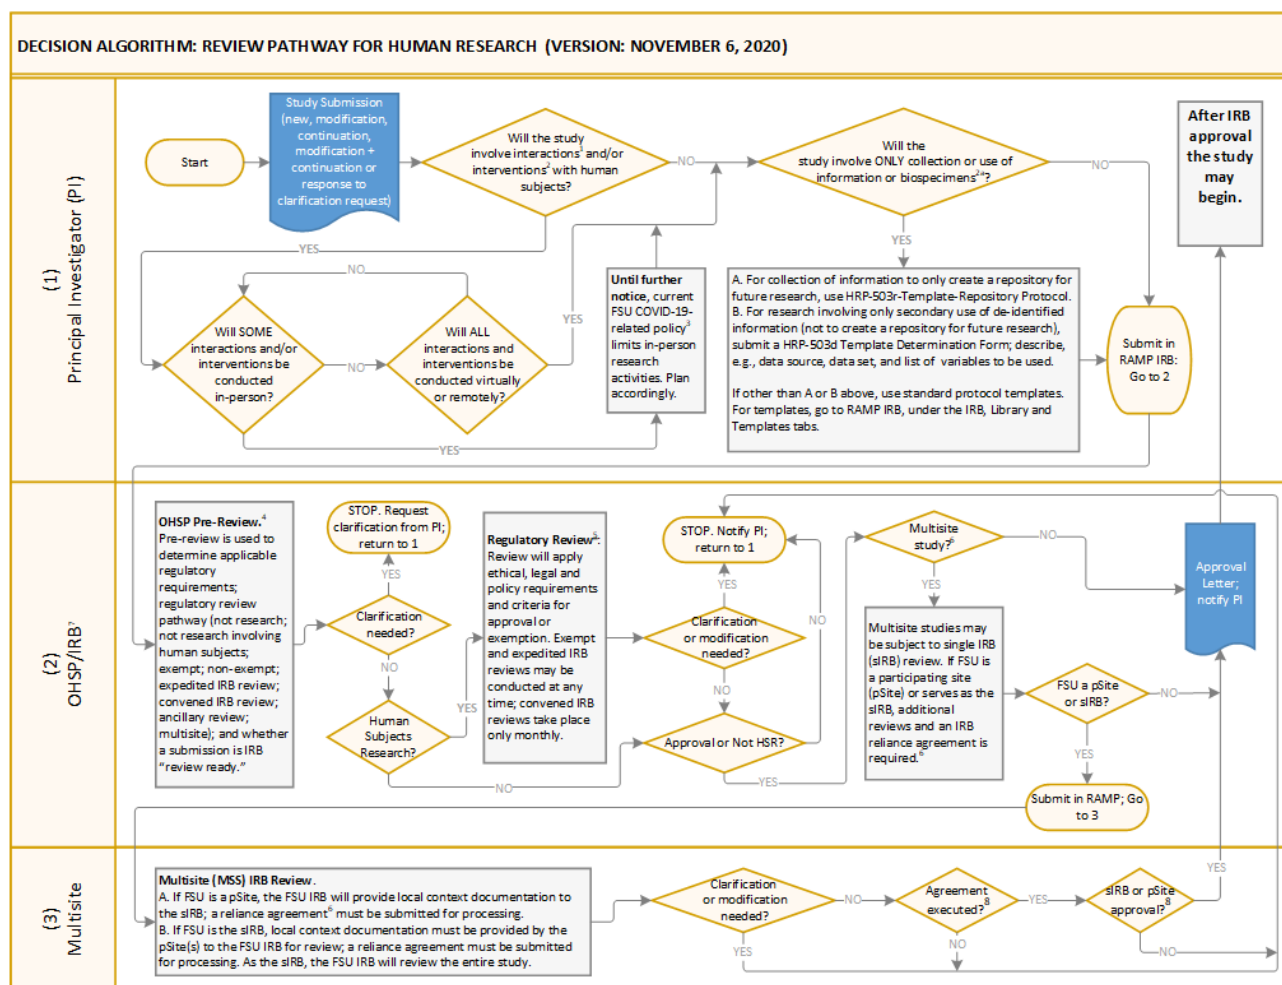 DECISION ALGORITHM: REVIEW PATHWAY FOR HUMAN RESEARCH (VERSION: NOVEMBER 6, 2020)
(1)
Principal Investigator (PI)
Start
Study Submission
(new, modification,
continuation,
modification +
continuation or
response to
clarification request)
Will the study
involve interactions¹ and/or
interventions² with human
subjects?
NO
YES
Will the
study involve ONLY collection or use of
information or biospecimens²ᵃ?
NO
YES
After IRB
approval
the study
may
begin.
Will SOME
interactions and/or
interventions be
conducted
in-person?
NO
NO
YES
Will ALL
interactions and
interventions be
conducted virtually
or remotely?
YES
Until further
notice, current
FSU COVID-19-
related policy³
limits in-person
research
activities. Plan
accordingly.
A. For collection of information to only create a repository for
future research, use HRP-503r-Template-Repository Protocol.
B. For research involving only secondary use of de-identified
information (not to create a repository for future research),
submit a HRP-503d Template Determination Form; describe,
e.g., data source, data set, and list of variables to be used.
If other than A or B above, use standard protocol templates.
For templates, go to RAMP IRB, under the IRB, Library and
Templates tabs.
Submit in
RAMP IRB:
Go to 2
(2)
OHSP/IRB⁷
OHSP Pre-Review.⁴
Pre-review is used to
determine applicable
regulatory
requirements;
regulatory review
pathway (not research;
not research involving
human subjects;
exempt; non-exempt;
expedited IRB review;
convened IRB review;
ancillary review;
multisite); and whether
a submission is IRB
“review ready.”
STOP. Request
clarification from PI;
return to 1
YES
Clarification
needed?
NO
Human
Subjects
Research?
YES
NO
Regulatory Review⁵:
Review will apply
ethical, legal and
policy requirements
and criteria for
approval or
exemption. Exempt
and expedited IRB
reviews may be
conducted at any
time; convened IRB
reviews take place
only monthly.
STOP. Notify PI;
return to 1
YES
Clarification
or modification
needed?
NO
Approval or Not HSR?
NO
YES
Multisite
study?⁶
NO
YES
Multisite studies may
be subject to single IRB
(sIRB) review. If FSU is
a participating site
(pSite) or serves as the
sIRB, additional
reviews and an IRB
reliance agreement is
required.⁶
FSU a pSite
or sIRB?
NO
YES
Submit in RAMP; Go
to 3
Approval
Letter;
notify PI
(3)
Multisite
Multisite (MSS) IRB Review.
A. If FSU is a pSite, the FSU IRB will provide local context documentation to
the sIRB; a reliance agreement⁶ must be submitted for processing.
B. If FSU is the sIRB, local context documentation must be provided by the
pSite(s) to the FSU IRB for review; a reliance agreement must be submitted
for processing. As the sIRB, the FSU IRB will review the entire study.
Clarification
or modification
needed?
NO
YES
Agreement
executed?⁸
YES
NO
sIRB or pSite
approval?⁸
YES
NO